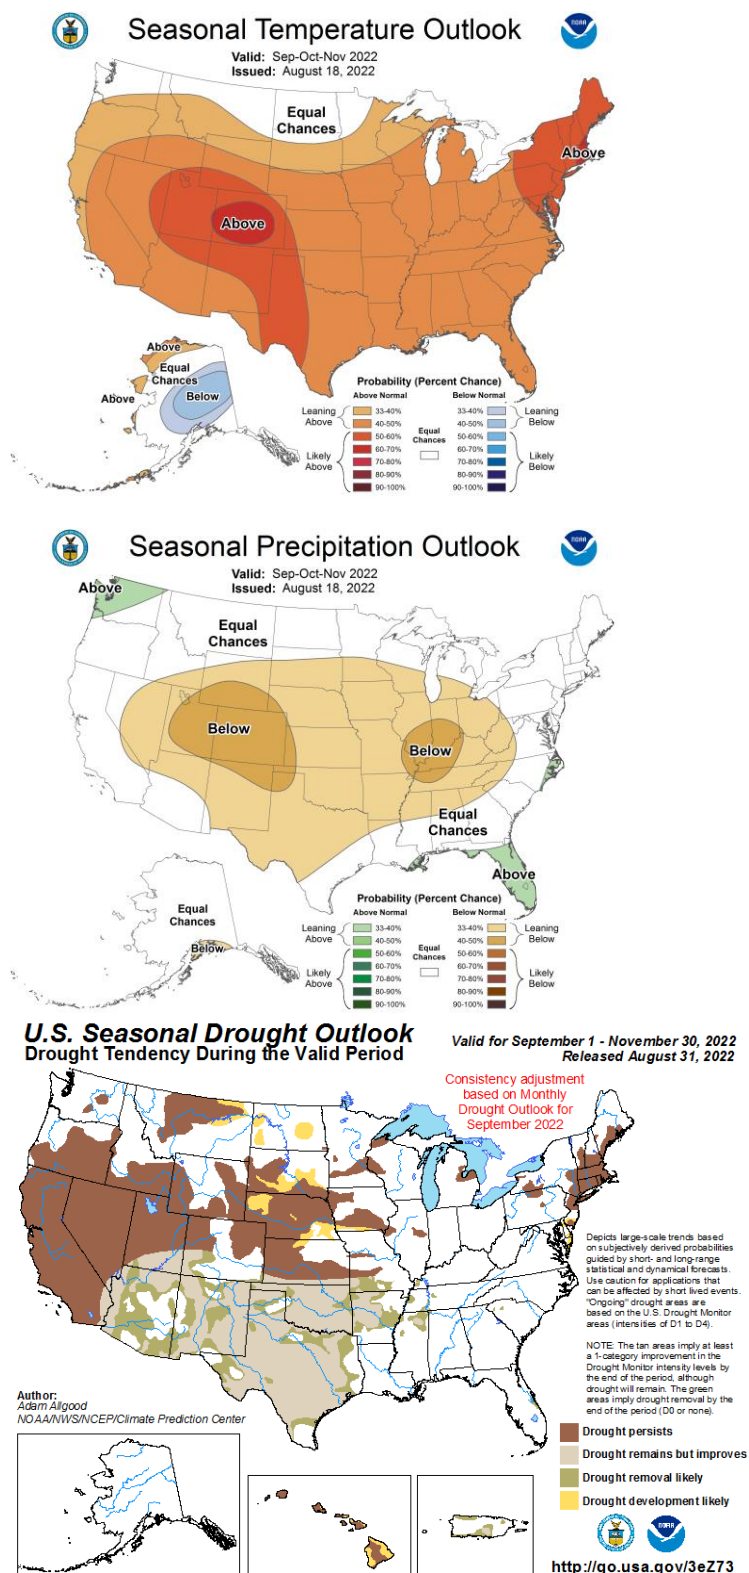 Seasonal Temperature Outlook
NOAA
Valid: Sep-Oct-Nov 2022
Issued: August 18, 2022
Equal
Chances
Above
Above
Above
Equal
Chances
Above
Below
Probability (Percent Chance)
Above Normal
Below Normal
Leaning
Above
33-40%
40-50%
Likely
Above
50-60%
60-70%
70-80%
80-90%
90-100%
Equal
Chances
33-40%
40-50%
Leaning
Below
50-60%
60-70%
70-80%
80-90%
90-100%
Likely
Below
Seasonal Precipitation Outlook
NOAA
Valid: Sep-Oct-Nov 2022
Issued: August 18, 2022
Above
Equal
Chances
Below
Below
Equal
Chances
Above
Equal
Chances
Below
Probability (Percent Chance)
Above Normal
Below Normal
Leaning
Above
33-40%
40-50%
Likely
Above
50-60%
60-70%
70-80%
80-90%
90-100%
Equal
Chances
33-40%
40-50%
Leaning
Below
50-60%
60-70%
70-80%
80-90%
90-100%
Likely
Below
U.S. Seasonal Drought Outlook
Drought Tendency During the Valid Period
Valid for September 1 - November 30, 2022
Released August 31, 2022
Consistency adjustment
based on Monthly
Drought Outlook for
September 2022
Depicts large-scale trends based
on subjectively derived probabilities
guided by short- and long-range
statistical and dynamical forecasts.
Use caution for applications that
can be affected by short lived events.
"Ongoing" drought areas are
based on the U.S. Drought Monitor
areas (intensities of D1 to D4).
NOTE: The tan areas imply at least
a 1-category improvement in the
Drought Monitor intensity levels by
the end of the period, although
drought will remain. The green
areas imply drought removal by the
end of the period (D0 or none).
Author:
Adam Allgood
NOAA/NWS/NCEP/Climate Prediction Center
Drought persists
Drought remains but improves
Drought removal likely
Drought development likely
NOAA
http://go.usa.gov/3eZ73